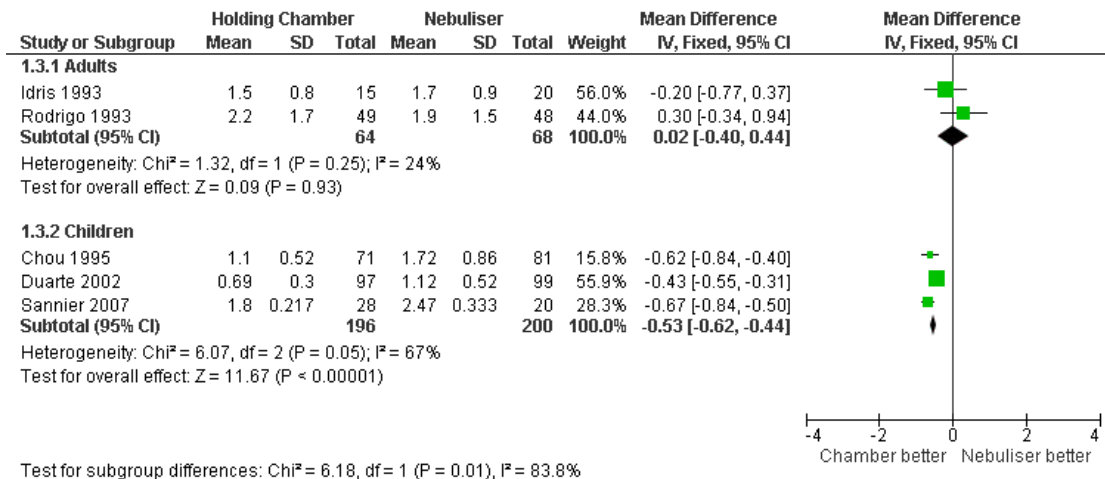 Holding Chamber Nebuliser Mean Difference Mean Difference
Study or Subgroup Mean SD Total Mean SD Total Weight IV, Fixed, 95% CI IV, Fixed, 95% CI
1.3.1 Adults
Idris 1993 1.5 0.8 15 1.7 0.9 20 56.0% -0.20 [-0.77, 0.37]
Rodrigo 1993 2.2 1.7 49 1.9 1.5 48 44.0% 0.30 [-0.34, 0.94]
Subtotal (95% CI) 64 68 100.0% 0.02 [-0.40, 0.44]
Heterogeneity: Chi² = 1.32, df = 1 (P = 0.25); I² = 24%
Test for overall effect: Z = 0.09 (P = 0.93)
1.3.2 Children
Chou 1995 1.1 0.52 71 1.72 0.86 81 15.8% -0.62 [-0.84, -0.40]
Duarte 2002 0.69 0.3 97 1.12 0.52 99 55.9% -0.43 [-0.55, -0.31]
Sannier 2007 1.8 0.217 28 2.47 0.333 20 28.3% -0.67 [-0.84, -0.50]
Subtotal (95% CI) 196 200 100.0% -0.53 [-0.62, -0.44]
Heterogeneity: Chi² = 6.07, df = 2 (P = 0.05); I² = 67%
Test for overall effect: Z = 11.67 (P < 0.00001)
-4 -2 0 2 4
Chamber better Nebuliser better
Test for subgroup differences: Chi² = 6.18, df = 1 (P = 0.01), I² = 83.8%